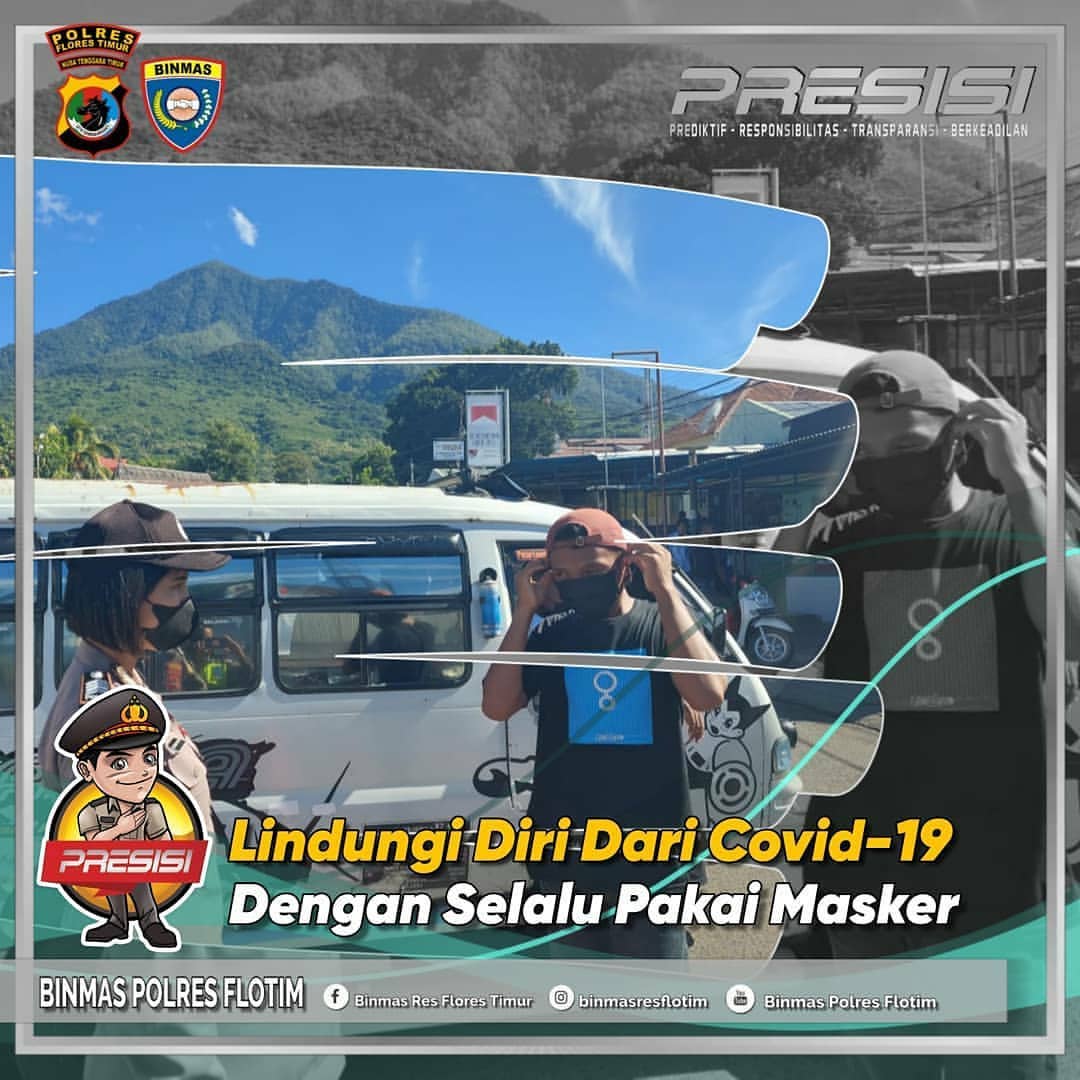 POLRES
FLORES TIMUR
NUSA TENGGARA TIMUR
BINMAS
PRESISI
PREDIKTIF - RESPONSIBILITAS - TRANSPARANSI - BERKEADILAN
PRESISI
Lindungi Diri Dari Covid-19
Dengan Selalu Pakai Masker
BINMAS POLRES FLOTIM
Binmas Res Flores Timur
binmasresflotim
Binmas Polres Flotim